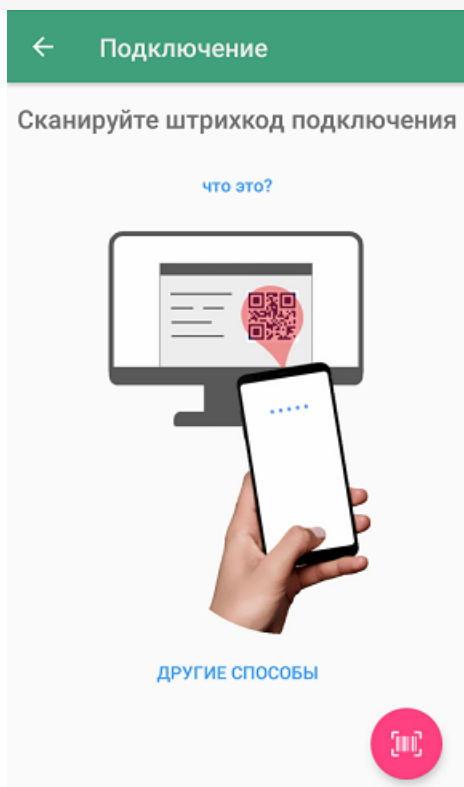 Подключение
Сканируйте штрихкод подключения
что это?
ДРУГИЕ СПОСОБЫ